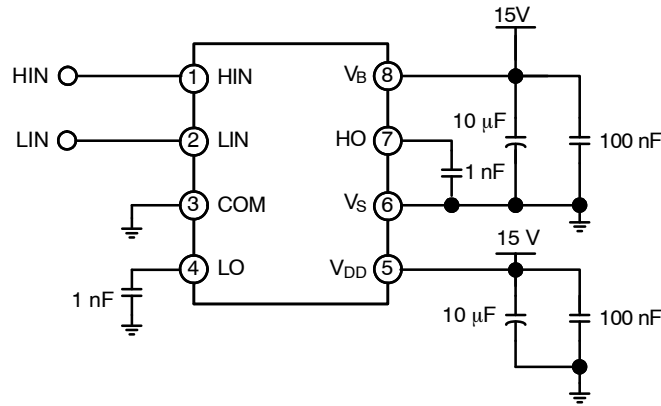 15V
HIN 1 HIN VB 8
10 μF
100 nF
LIN 2 LIN HO 7
1 nF
3 COM VS 6
15 V
4 LO VDD 5
1 nF
10 μF
100 nF